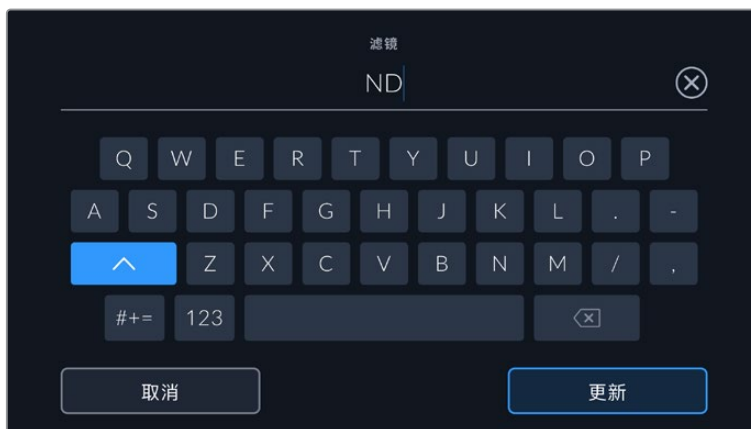 滤镜
ND
Q W E R T Y U I O P
A S D F G H J K L . -
Z X C V B N M / ,
#+= 123
取消 更新